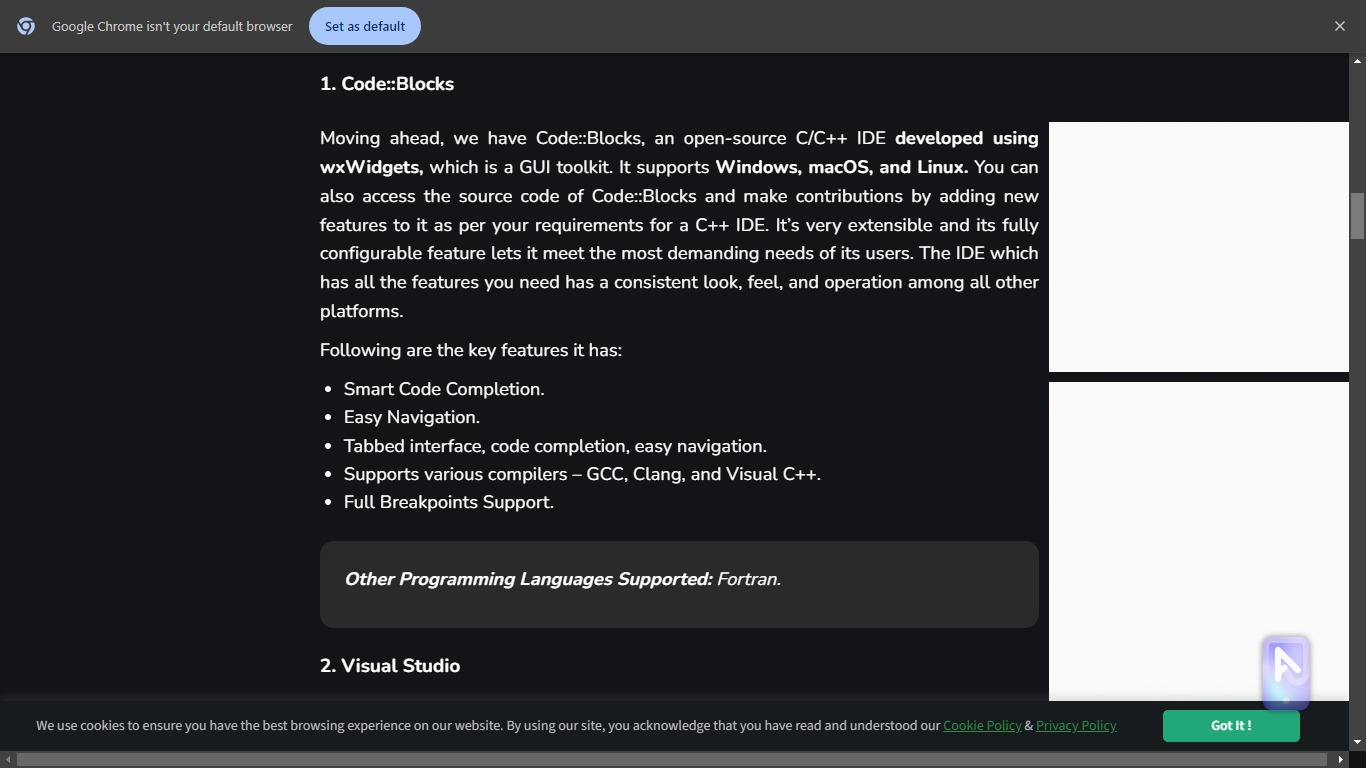 Google Chrome isn't your default browser
Set as default
1. Code::Blocks
Moving ahead, we have Code::Blocks, an open-source C/C++ IDE developed using
wxWidgets, which is a GUI toolkit. It supports Windows, macOS, and Linux. You can
also access the source code of Code::Blocks and make contributions by adding new
features to it as per your requirements for a C++ IDE. It’s very extensible and its fully
configurable feature lets it meet the most demanding needs of its users. The IDE which
has all the features you need has a consistent look, feel, and operation among all other
platforms.
Following are the key features it has:
• Smart Code Completion.
• Easy Navigation.
• Tabbed interface, code completion, easy navigation.
• Supports various compilers – GCC, Clang, and Visual C++.
• Full Breakpoints Support.
Other Programming Languages Supported: Fortran.
2. Visual Studio
We use cookies to ensure you have the best browsing experience on our website. By using our site, you acknowledge that you have read and understood our Cookie Policy & Privacy Policy
Got It !